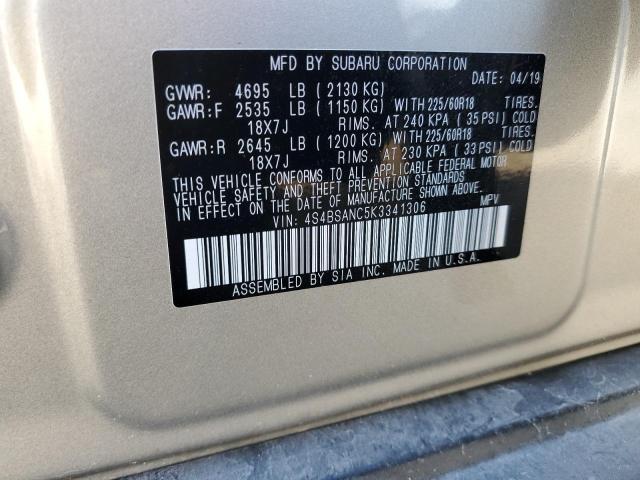 MFD BY SUBARU CORPORATION
DATE: 04/19
GVWR: 4695 LB (2130 KG)
GAWR:F 2535 LB (1150 KG) WITH 225/60R18 TIRES.
18X7J RIMS. AT 240 KPA (35 PSI) COLD
GAWR:R 2645 LB (1200 KG) WITH 225/60R18 TIRES.
18X7J RIMS. AT 230 KPA (33 PSI) COLD
THIS VEHICLE CONFORMS TO ALL APPLICABLE FEDERAL MOTOR
VEHICLE SAFETY AND THEFT PREVENTION STANDARDS
IN EFFECT ON THE DATE OF MANUFACTURE SHOWN ABOVE.
VIN: 4S4BSANC5K3341306 MPV
ASSEMBLED BY SIA INC. MADE IN U.S.A.